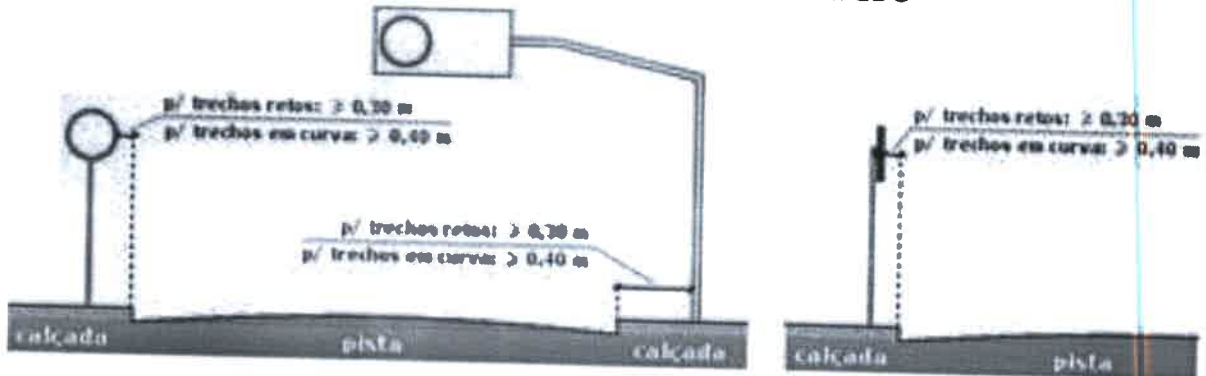 p/ trechos retos: ≥ 0,30 m
p/ trechos em curva: ≥ 0,40 m
p/ trechos retos: ≥ 0,30 m
p/ trechos em curva: ≥ 0,40 m
calçada
pista
calçada
p/ trechos retos: ≥ 0,30 m
p/ trechos em curva: ≥ 0,40 m
calçada
pista